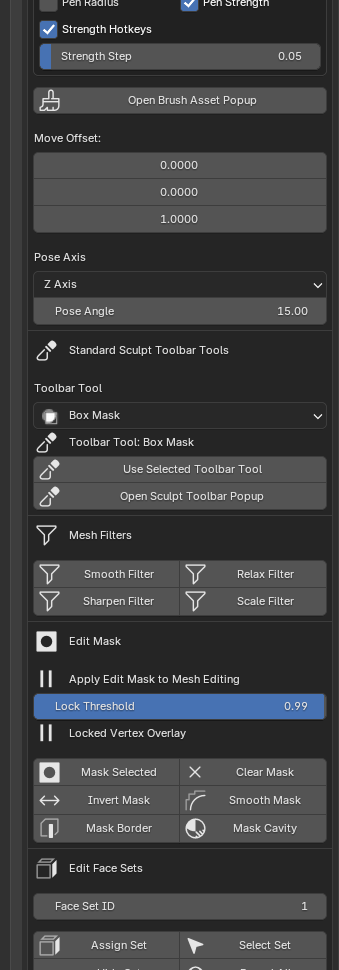 Pen Radius Pen Strength
Strength Hotkeys
Strength Step 0.05
Open Brush Asset Popup
Move Offset:
0.0000
0.0000
1.0000
Pose Axis
Z Axis
Pose Angle 15.00
Standard Sculpt Toolbar Tools
Toolbar Tool
Box Mask
Toolbar Tool: Box Mask
Use Selected Toolbar Tool
Open Sculpt Toolbar Popup
Mesh Filters
Smooth Filter Relax Filter
Sharpen Filter Scale Filter
Edit Mask
Apply Edit Mask to Mesh Editing
Lock Threshold 0.99
Locked Vertex Overlay
Mask Selected Clear Mask
Invert Mask Smooth Mask
Mask Border Mask Cavity
Edit Face Sets
Face Set ID 1
Assign Set Select Set